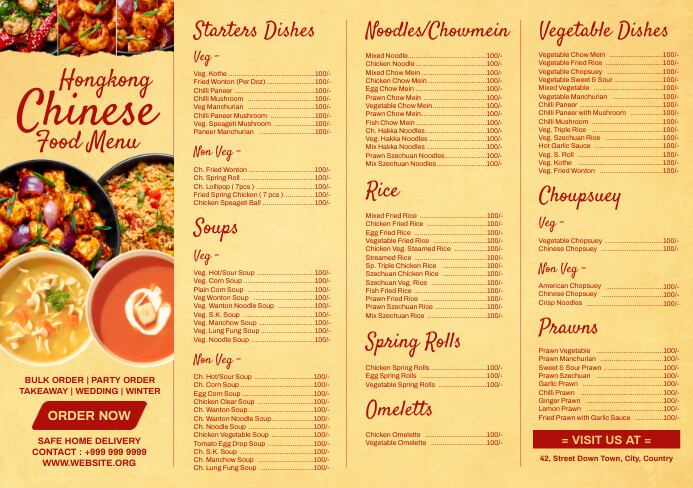 Hongkong
Chinese
Food Menu
BULK ORDER | PARTY ORDER
TAKEAWAY | WEDDING | WINTER
ORDER NOW
SAFE HOME DELIVERY
CONTACT : +999 999 9999
WWW.WEBSITE.ORG
Starters Dishes
Veg -
Veg. Kothe 100/-
Fried Wonton (Per Doz) 100/-
Chilli Paneer 100/-
Chilli Mushroom 100/-
Veg Manchurian 100/-
Chilli Paneer Mushroom 100/-
Veg. Speageti Mushroom 100/-
Paneer Manchurian 100/-
Non Veg -
Ch. Fried Wonton 100/-
Ch. Spring Roll 100/-
Ch. Lollipop ( 7pcs ) 100/-
Fried Spring Chicken ( 7 pcs ) 100/-
Chicken Speageti Ball 100/-
Soups
Veg -
Veg. Hot/Sour Soup 100/-
Veg. Corn Soup 100/-
Plain Corn Soup 100/-
Veg Wonton Soup 100/-
Veg. Wanton Noodle Soup 100/-
Veg. S.K. Soup 100/-
Veg. Manchow Soup 100/-
Veg. Lung Fung Soup 100/-
Veg. Noodle Soup 100/-
Non Veg -
Ch. Hot/Sour Soup 100/-
Ch. Corn Soup 100/-
Egg Corn Soup 100/-
Chicken Clear Soup 100/-
Ch. Wanton Soup 100/-
Ch. Wanton Noodle Soup 100/-
Ch. Noodle Soup 100/-
Chicken Vegetable Soup 100/-
Tomato Egg Drop Soup 100/-
Ch. S.K. Soup 100/-
Ch. Manchow Soup 100/-
Ch. Lung Fung Soup 100/-
Noodles/Chowmein
Mixed Noodle 100/-
Chicken Noodle 100/-
Mixed Chow Mein 100/-
Chicken Chow Mein 100/-
Egg Chow Mein 100/-
Prawn Chow Mein 100/-
Vegetable Chow Mein 100/-
Prawn Chow Mein 100/-
Fish Chow Mein 100/-
Ch. Hakka Noodles 100/-
Veg. Hakka Noodles 100/-
Mix Hakka Noodles 100/-
Prawn Szechuan Noodles 100/-
Mix Szechuan Noodles 100/-
Rice
Mixed Fried Rice 100/-
Chicken Fried Rice 100/-
Egg Fried Rice 100/-
Vegetable Fried Rice 100/-
Chicken Veg. Steamed Rice 100/-
Streamed Rice 100/-
Sp. Triple Chicken Rice 100/-
Szechuan Chicken Rice 100/-
Szechuan Veg. Rice 100/-
Fish Fried Rice 100/-
Prawn Fried Rice 100/-
Prawn Szechuan Rice 100/-
Mix Szechuan Rice 100/-
Spring Rolls
Chicken Spring Rolls 100/-
Egg Spring Rolls 100/-
Vegetable Spring Rolls 100/-
Omeletts
Chicken Omelette 100/-
Vegetable Omelette 100/-
Vegetable Dishes
Vegetable Chow Mein 100/-
Vegetable Fried Rice 100/-
Vegetable Chopsuey 100/-
Vegetable Sweet & Sour 100/-
Mixed Vegetable 100/-
Vegetable Manchurian 100/-
Chilli Paneer 100/-
Chilli Paneer with Mushroom 100/-
Chilli Mushroom 100/-
Veg. Triple Rice 100/-
Veg. Szechuan Rice 100/-
Hot Garlic Sauce 100/-
Veg. S. Roll 100/-
Veg. Kothe 100/-
Veg. Fried Wonton 100/-
Choupsuey
Veg -
Vegetable Chopsuey 100/-
Chinese Chopsuey 100/-
Non Veg -
American Chopsuey 100/-
Chinese Chopsuey 100/-
Crisp Noodles 100/-
Prawns
Prawn Vegetable 100/-
Prawn Manchurian 100/-
Sweet & Sour Prawn 100/-
Prawn Szechuan 100/-
Garlic Prawn 100/-
Chilli Prawn 100/-
Ginger Prawn 100/-
Lemon Prawn 100/-
Fried Prawn with Garlic Sauce 100/-
= VISIT US AT =
42, Street Down Town, City, Country